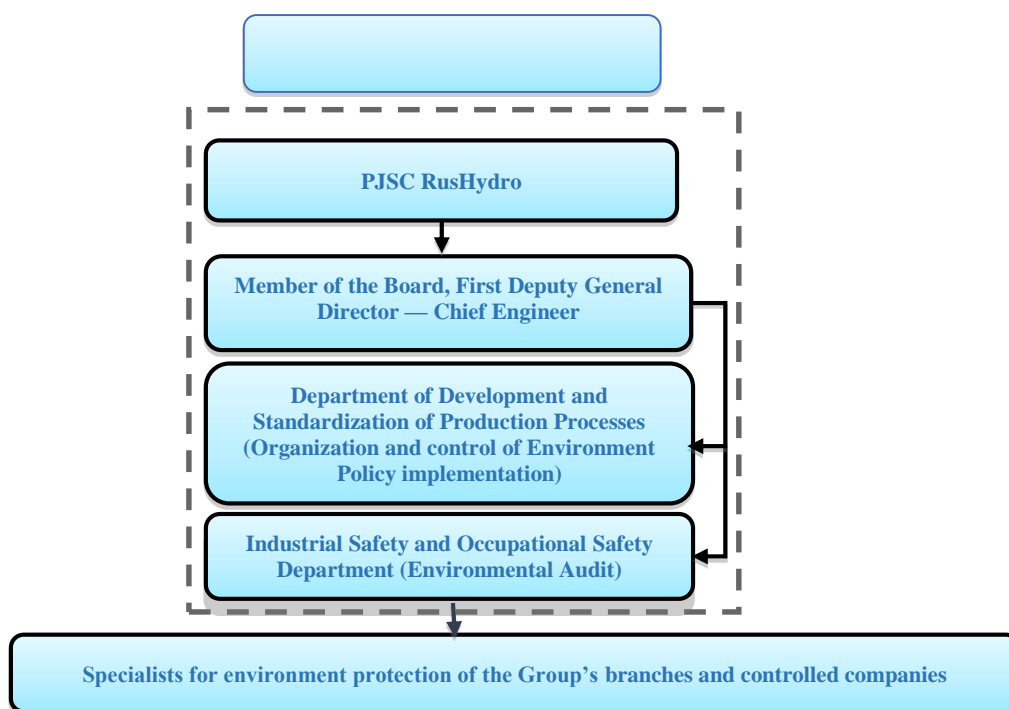 PJSC RusHydro
Member of the Board, First Deputy General
Director — Chief Engineer
Department of Development and
Standardization of Production Processes
(Organization and control of Environment
Policy implementation)
Industrial Safety and Occupational Safety
Department (Environmental Audit)
Specialists for environment protection of the Group’s branches and controlled companies